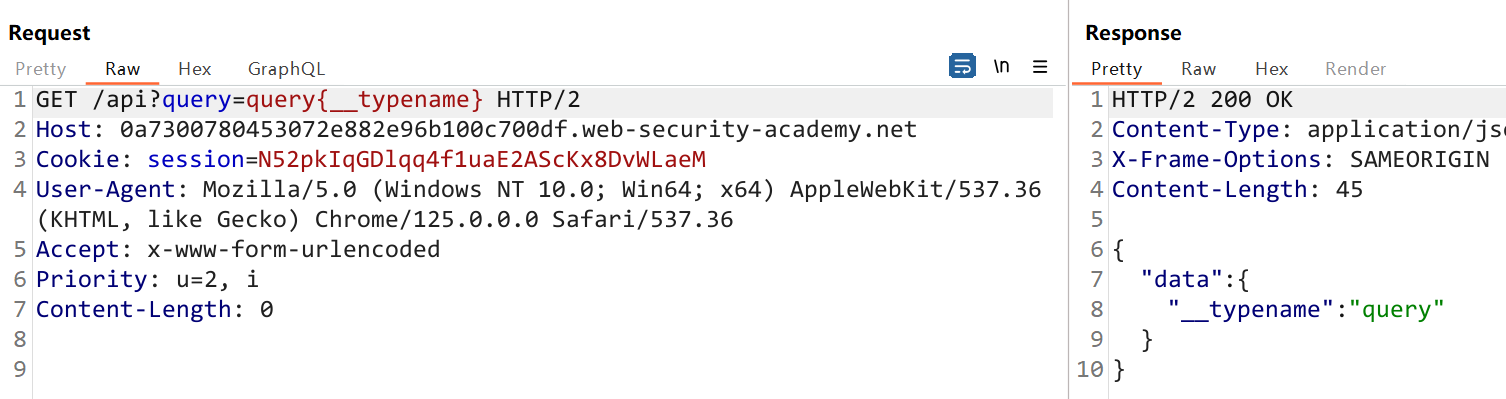 Request
Pretty Raw Hex GraphQL \n
1 GET /api?query=query{__typename} HTTP/2
2 Host: 0a7300780453072e882e96b100c700df.web-security-academy.net
3 Cookie: session=N52pkIqGDlqq4f1uaE2AScKx8DvWLaeM
4 User-Agent: Mozilla/5.0 (Windows NT 10.0; Win64; x64) AppleWebKit/537.36
(KHTML, like Gecko) Chrome/125.0.0.0 Safari/537.36
5 Accept: x-www-form-urlencoded
6 Priority: u=2, i
7 Content-Length: 0
8
9
Response
Pretty Raw Hex Render
1 HTTP/2 200 OK
2 Content-Type: application/jso
3 X-Frame-Options: SAMEORIGIN
4 Content-Length: 45
5
6 {
7 "data":{
8 "__typename":"query"
9 }
10 }